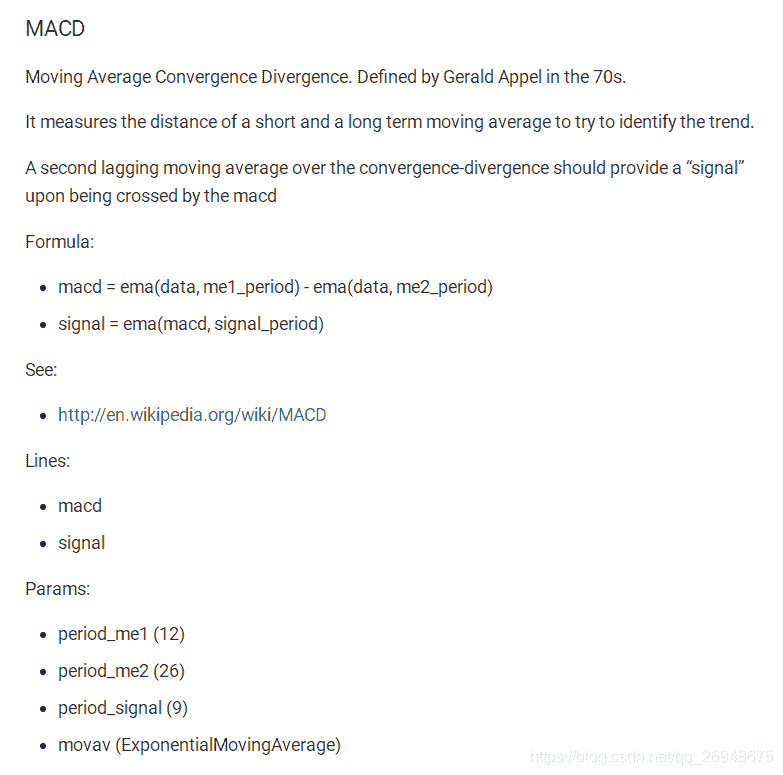 MACD
Moving Average Convergence Divergence. Defined by Gerald Appel in the 70s.
It measures the distance of a short and a long term moving average to try to identify the trend.
A second lagging moving average over the convergence-divergence should provide a “signal”
upon being crossed by the macd
Formula:
• macd = ema(data, me1_period) - ema(data, me2_period)
• signal = ema(macd, signal_period)
See:
• http://en.wikipedia.org/wiki/MACD
Lines:
• macd
• signal
Params:
• period_me1 (12)
• period_me2 (26)
• period_signal (9)
• movav (ExponentialMovingAverage)
https://blog.csdn.net/qq_26948675